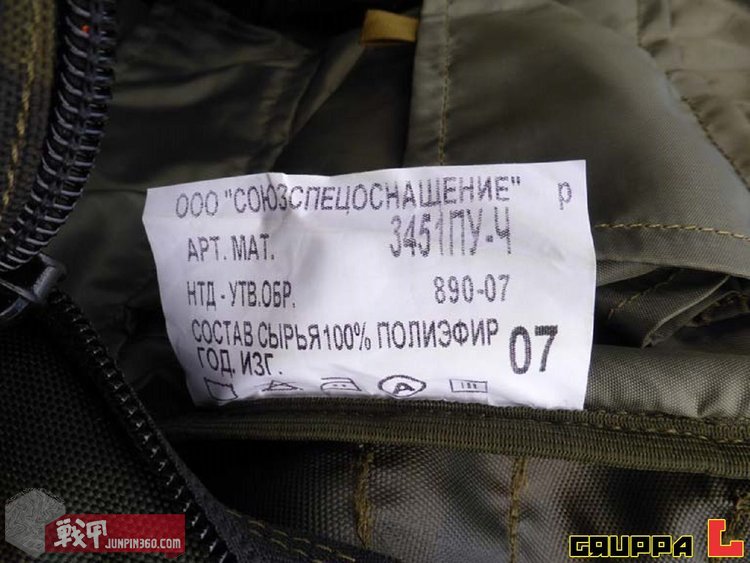 ООО "СОЮЗСПЕЦОСНАЩЕНИЕ" р
АРТ. МАТ. 3451ПУ-Ч
НТД - УТВ.ОБР. 890-07
СОСТАВ СЫРЬЯ100% ПОЛИЭФИР
ГОД. ИЗГ. 07
A
戦甲 JUNPIN360.COM
GRUPPA L